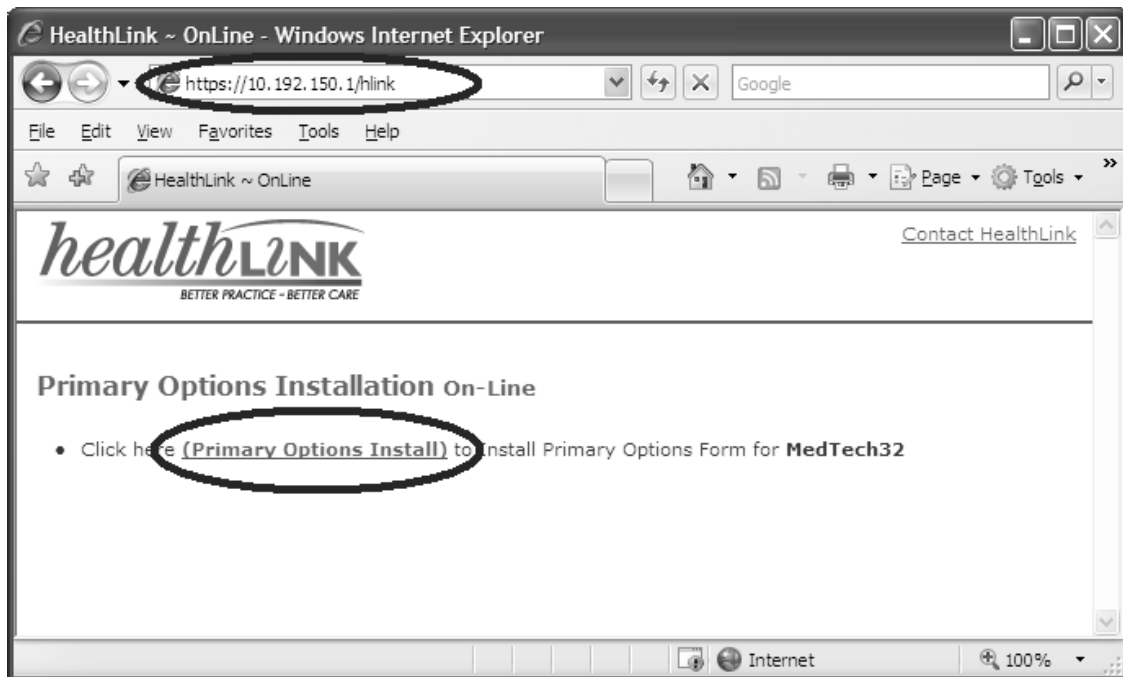 HealthLink ~ OnLine - Windows Internet Explorer
https://10.192.150.1/hlink
Google
File Edit View Favorites Tools Help
HealthLink ~ OnLine
Page Tools »
healthLINK
BETTER PRACTICE - BETTER CARE
Contact HealthLink
Primary Options Installation On-Line
• Click here (Primary Options Install) to Install Primary Options Form for MedTech32
Internet 100%